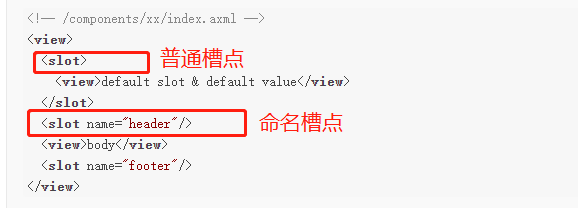 <!-- /components/xx/index.axml -->
<view>
<slot> 普通槽点
<view>default slot & default value</view>
</slot>
<slot name="header"/> 命名槽点
<view>body</view>
<slot name="footer"/>
</view>